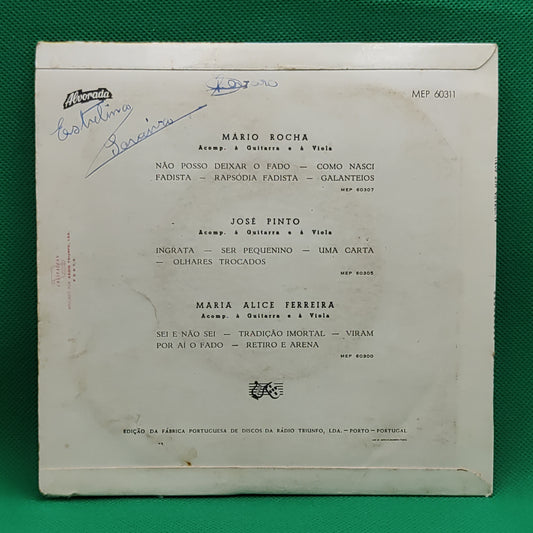 Alvorada
MEP 60311
MÁRIO ROCHA
Acomp. à Guitarra e à Viola
NÃO POSSO DEIXAR O FADO — COMO NASCI
FADISTA — RAPSÓDIA FADISTA — GALANTEIOS
MEP 60307
JOSÉ PINTO
Acomp. à Guitarra e à Viola
INGRATA — SER PEQUENINO — UMA CARTA
— OLHARES TROCADOS
MEP 60305
MARIA ALICE FERREIRA
Acomp. à Guitarra e à Viola
SEI E NÃO SEI — TRADIÇÃO IMORTAL — VIRAM
POR AÍ O FADO — RETIRO E ARENA
MEP 60300
EDIÇÃO DA FÁBRICA PORTUGUESA DE DISCOS DA RÁDIO TRIUNFO, LDA. — PORTO — PORTUGAL